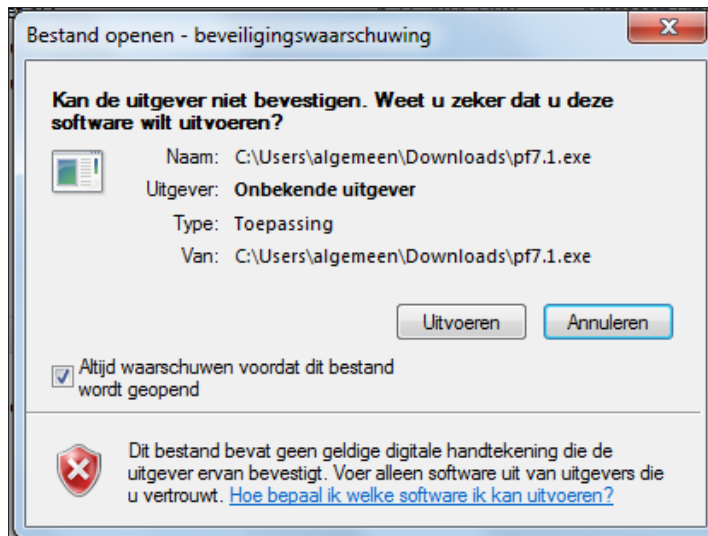 Bestand openen - beveiligingswaarschuwing
Kan de uitgever niet bevestigen. Weet u zeker dat u deze
software wilt uitvoeren?
Naam: C:\Users\algemeen\Downloads\pf7.1.exe
Uitgever: Onbekende uitgever
Type: Toepassing
Van: C:\Users\algemeen\Downloads\pf7.1.exe
Uitvoeren Annuleren
Altijd waarschuwen voordat dit bestand
wordt geopend
Dit bestand bevat geen geldige digitale handtekening die de
uitgever ervan bevestigt. Voer alleen software uit van uitgevers die
u vertrouwt. Hoe bepaal ik welke software ik kan uitvoeren?